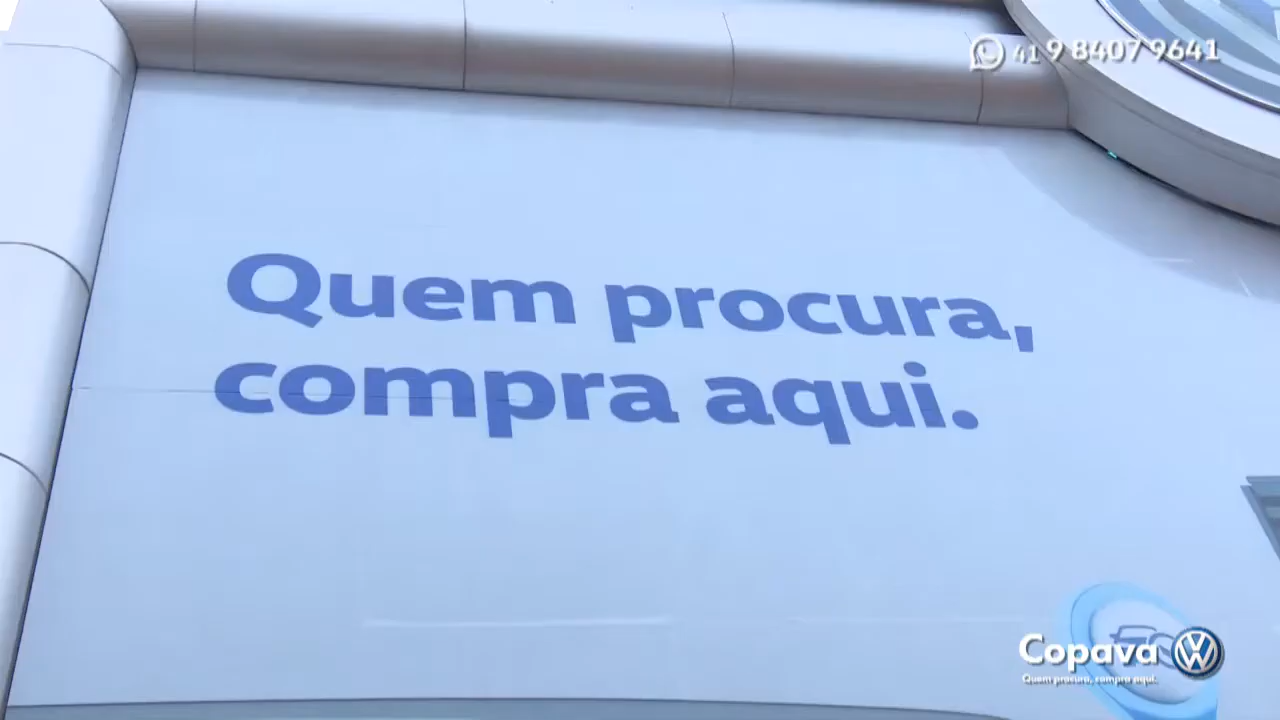 41 9 8407 9641
Quem procura,
compra aqui.
Copava
Quem procura, compra aqui.